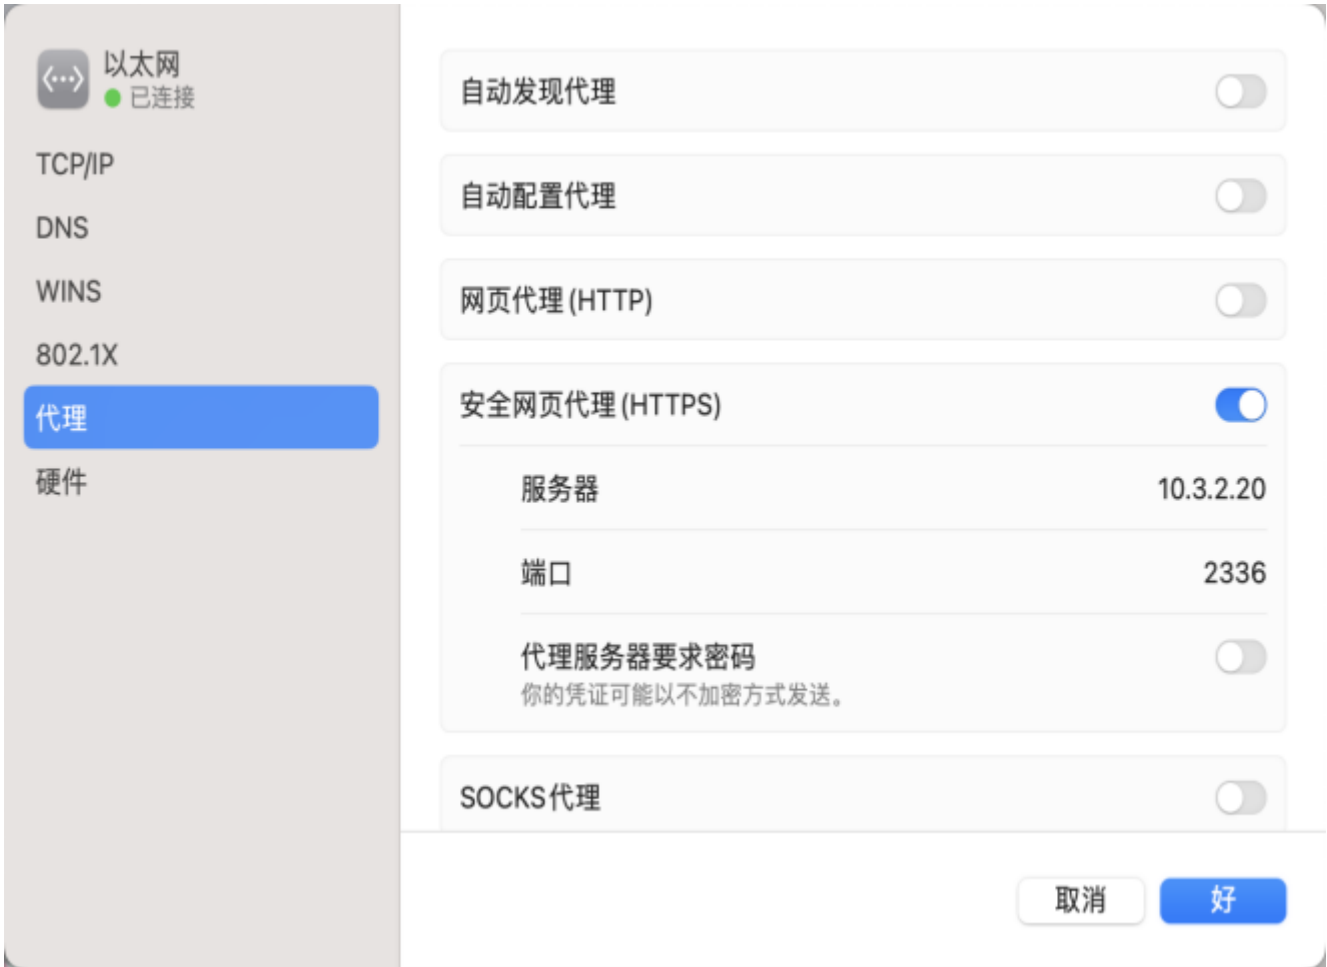 以太网
已连接
TCP/IP
DNS
WINS
802.1X
代理
硬件
自动发现代理
自动配置代理
网页代理(HTTP)
安全网页代理(HTTPS)
服务器 10.3.2.20
端口 2336
代理服务器要求密码
你的凭证可能以不加密方式发送。
SOCKS代理
取消 好